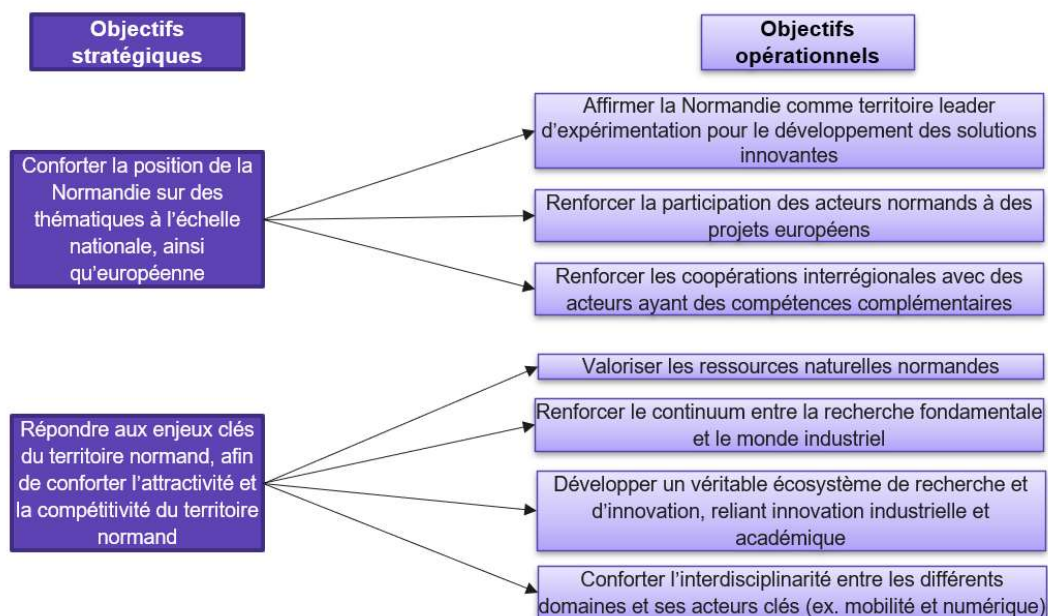 Objectifs
stratégiques
Objectifs
opérationnels
Conforter la position de la
Normandie sur des
thématiques à l'échelle
nationale, ainsi
qu'européenne
Affirmer la Normandie comme territoire leader
d'expérimentation pour le développement des solutions
innovantes
Renforcer la participation des acteurs normands à des
projets européens
Renforcer les coopérations interrégionales avec des
acteurs ayant des compétences complémentaires
Répondre aux enjeux clés
du territoire normand, afin
de conforter l'attractivité et
la compétitivité du territoire
normand
Valoriser les ressources naturelles normandes
Renforcer le continuum entre la recherche fondamentale
et le monde industriel
Développer un véritable écosystème de recherche et
d'innovation, reliant innovation industrielle et
académique
Conforter l'interdisciplinarité entre les différents
domaines et ses acteurs clés (ex. mobilité et numérique)